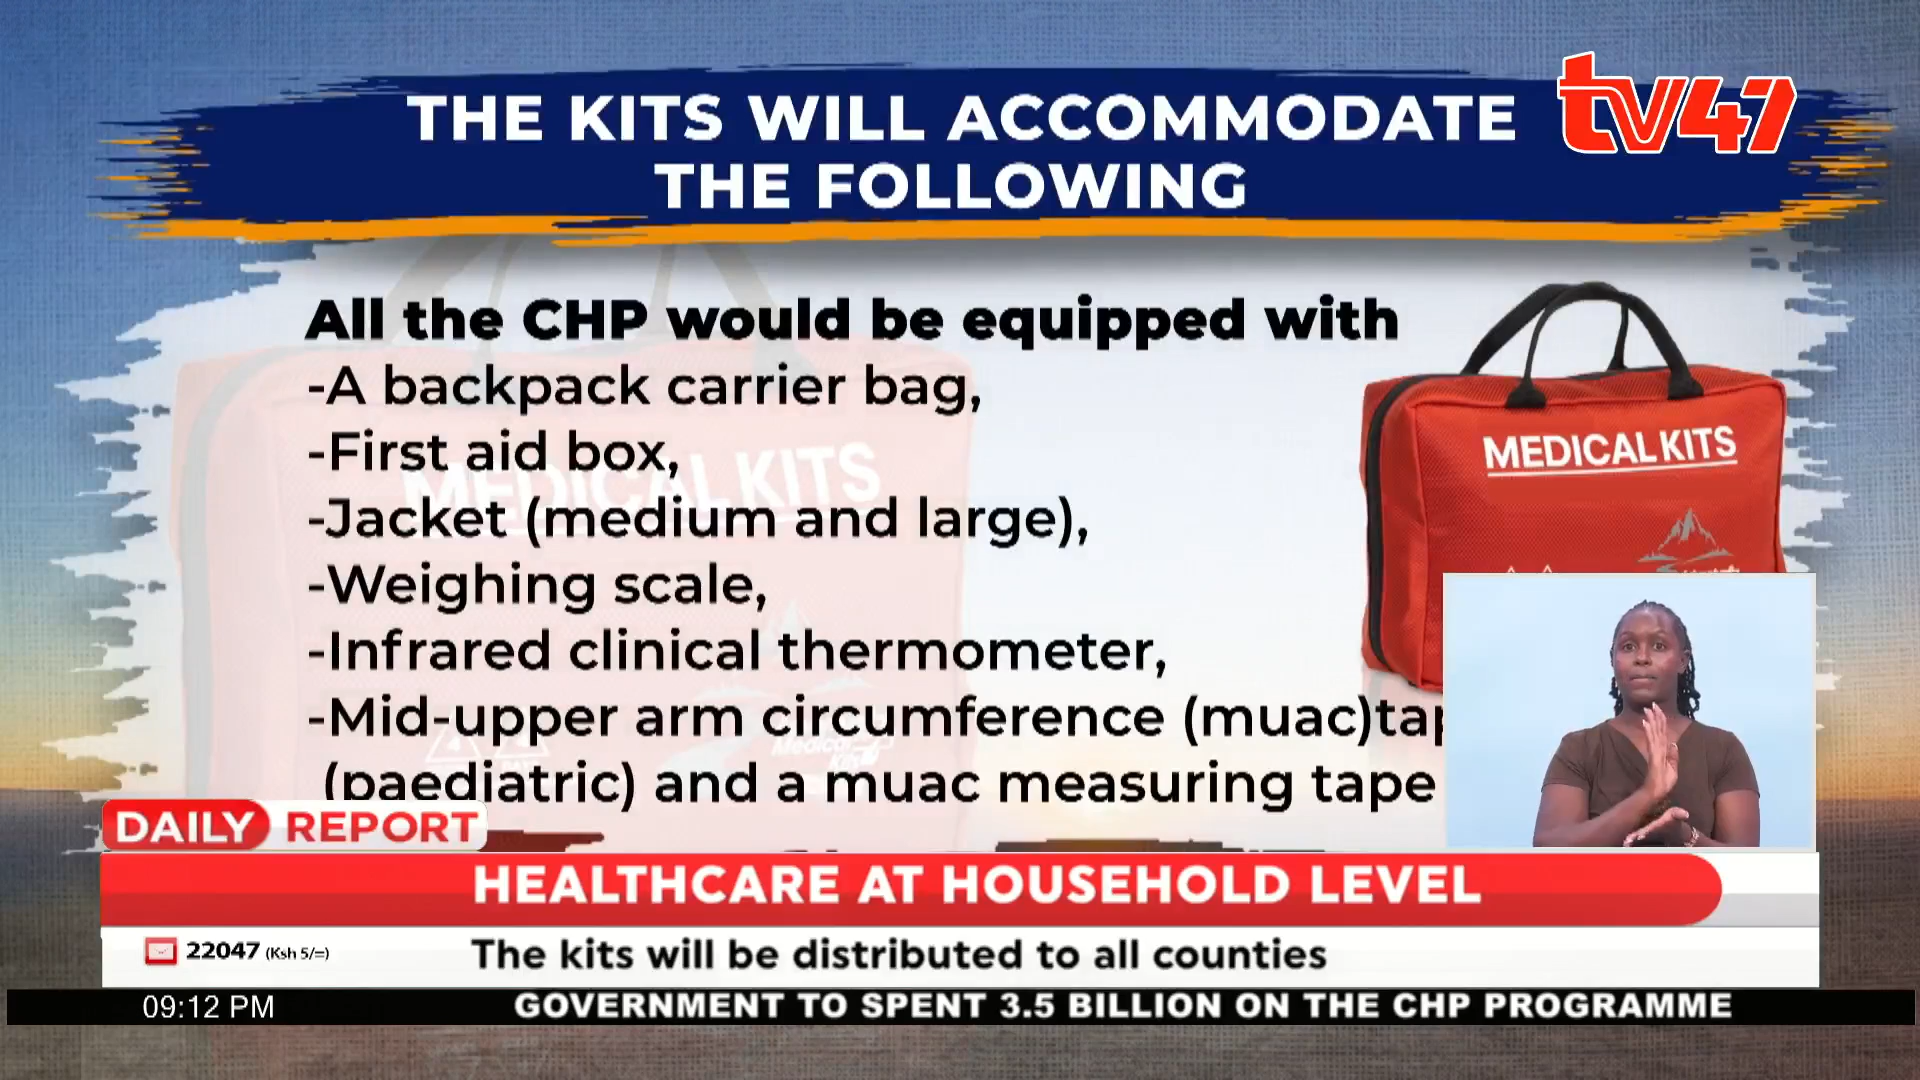 THE KITS WILL ACCOMMODATE
tv47
THE FOLLOWING
All the CHP would be equipped with
-A backpack carrier bag,
-First aid box,
-Jacket (medium and large),
-Weighing scale,
-Infrared clinical thermometer,
-Mid-upper arm circumference (muac)
(paediatric) and a muac measuring tape
MEDICAL KITS
MEDICAL KITS
DAILY REPORT
HEALTHCARE AT HOUSEHOLD LEVEL
22047 (Ksh 5/=)
The kits will be distributed to all counties
09:12 PM
GOVERNMENT TO SPENT 3.5 BILLION ON THE CHP PROGRAMME